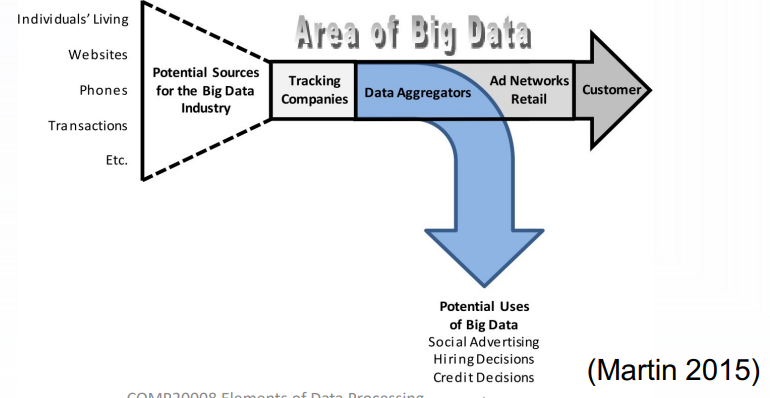 Area of Big Data
Individuals' Living
Websites
Phones
Transactions
Etc.
Potential Sources
for the Big Data
Industry
Tracking
Companies
Data Aggregators
Ad Networks
Retail
Customer
Potential Uses
of Big Data
Social Advertising
Hiring Decisions
Credit Decisions
(Martin 2015)
COMP20008 Elements of Data Processing